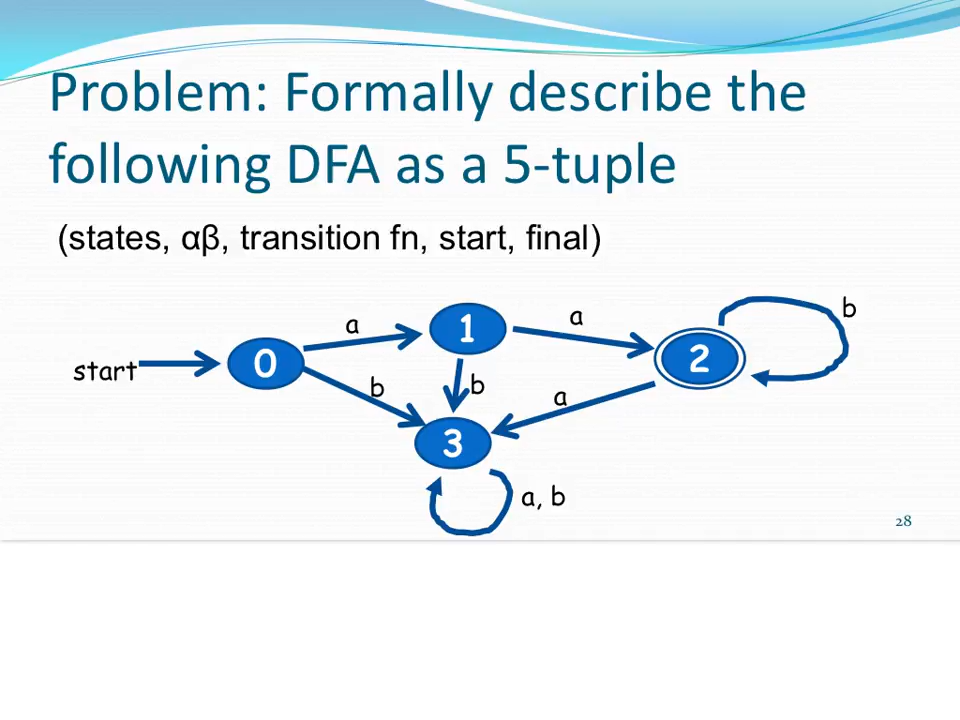 Problem: Formally describe the
following DFA as a 5-tuple
(states, αβ, transition fn, start, final)
b
a
a
1
start
0
2
b
b
a
3
a, b
28